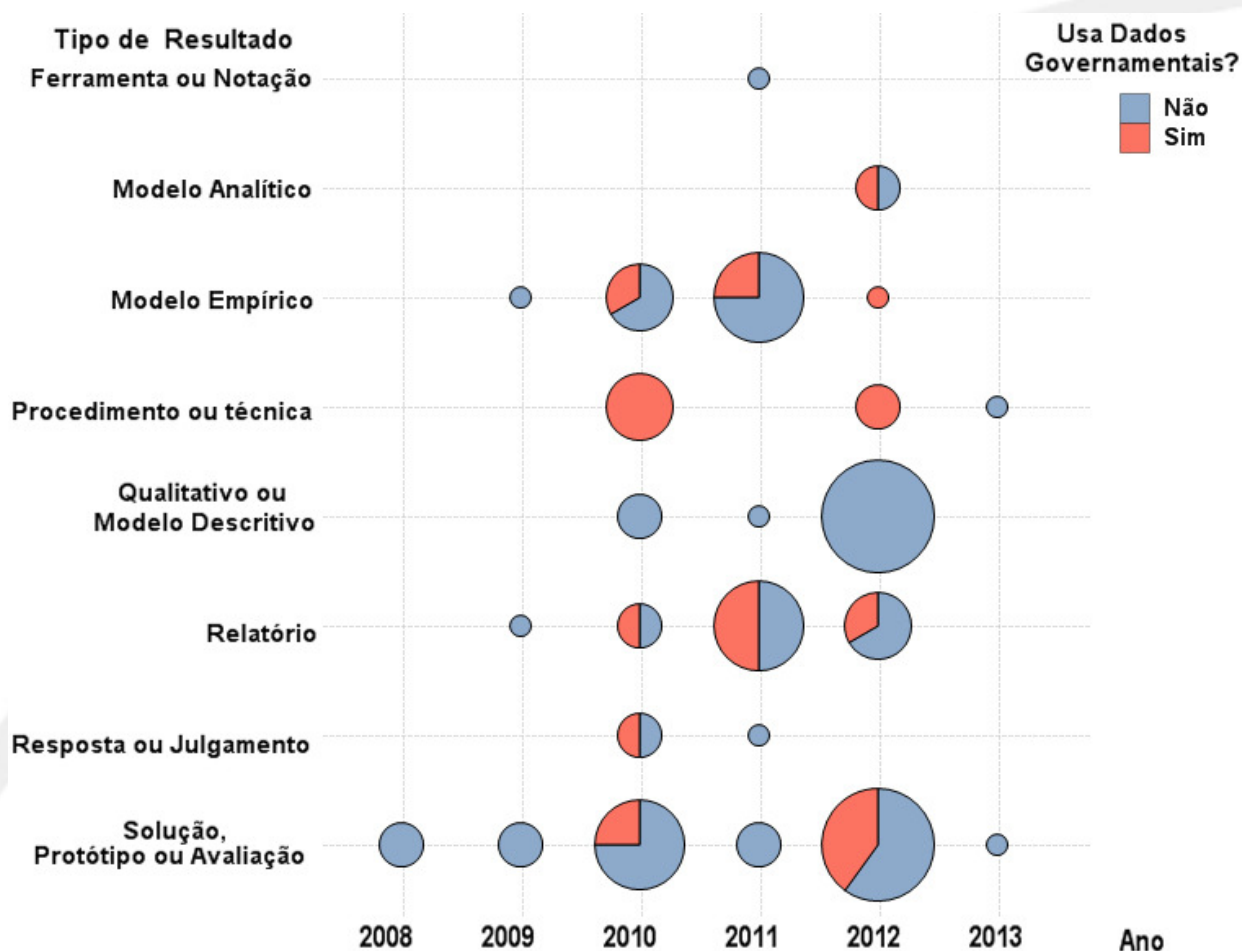 Tipo de Resultado
Usa Dados
Governamentais?
Não
Sim
Ferramenta ou Notação
Modelo Analítico
Modelo Empírico
Procedimento ou técnica
Qualitativo ou
Modelo Descritivo
Relatório
Resposta ou Julgamento
Solução,
Protótipo ou Avaliação
2008 2009 2010 2011 2012 2013 Ano